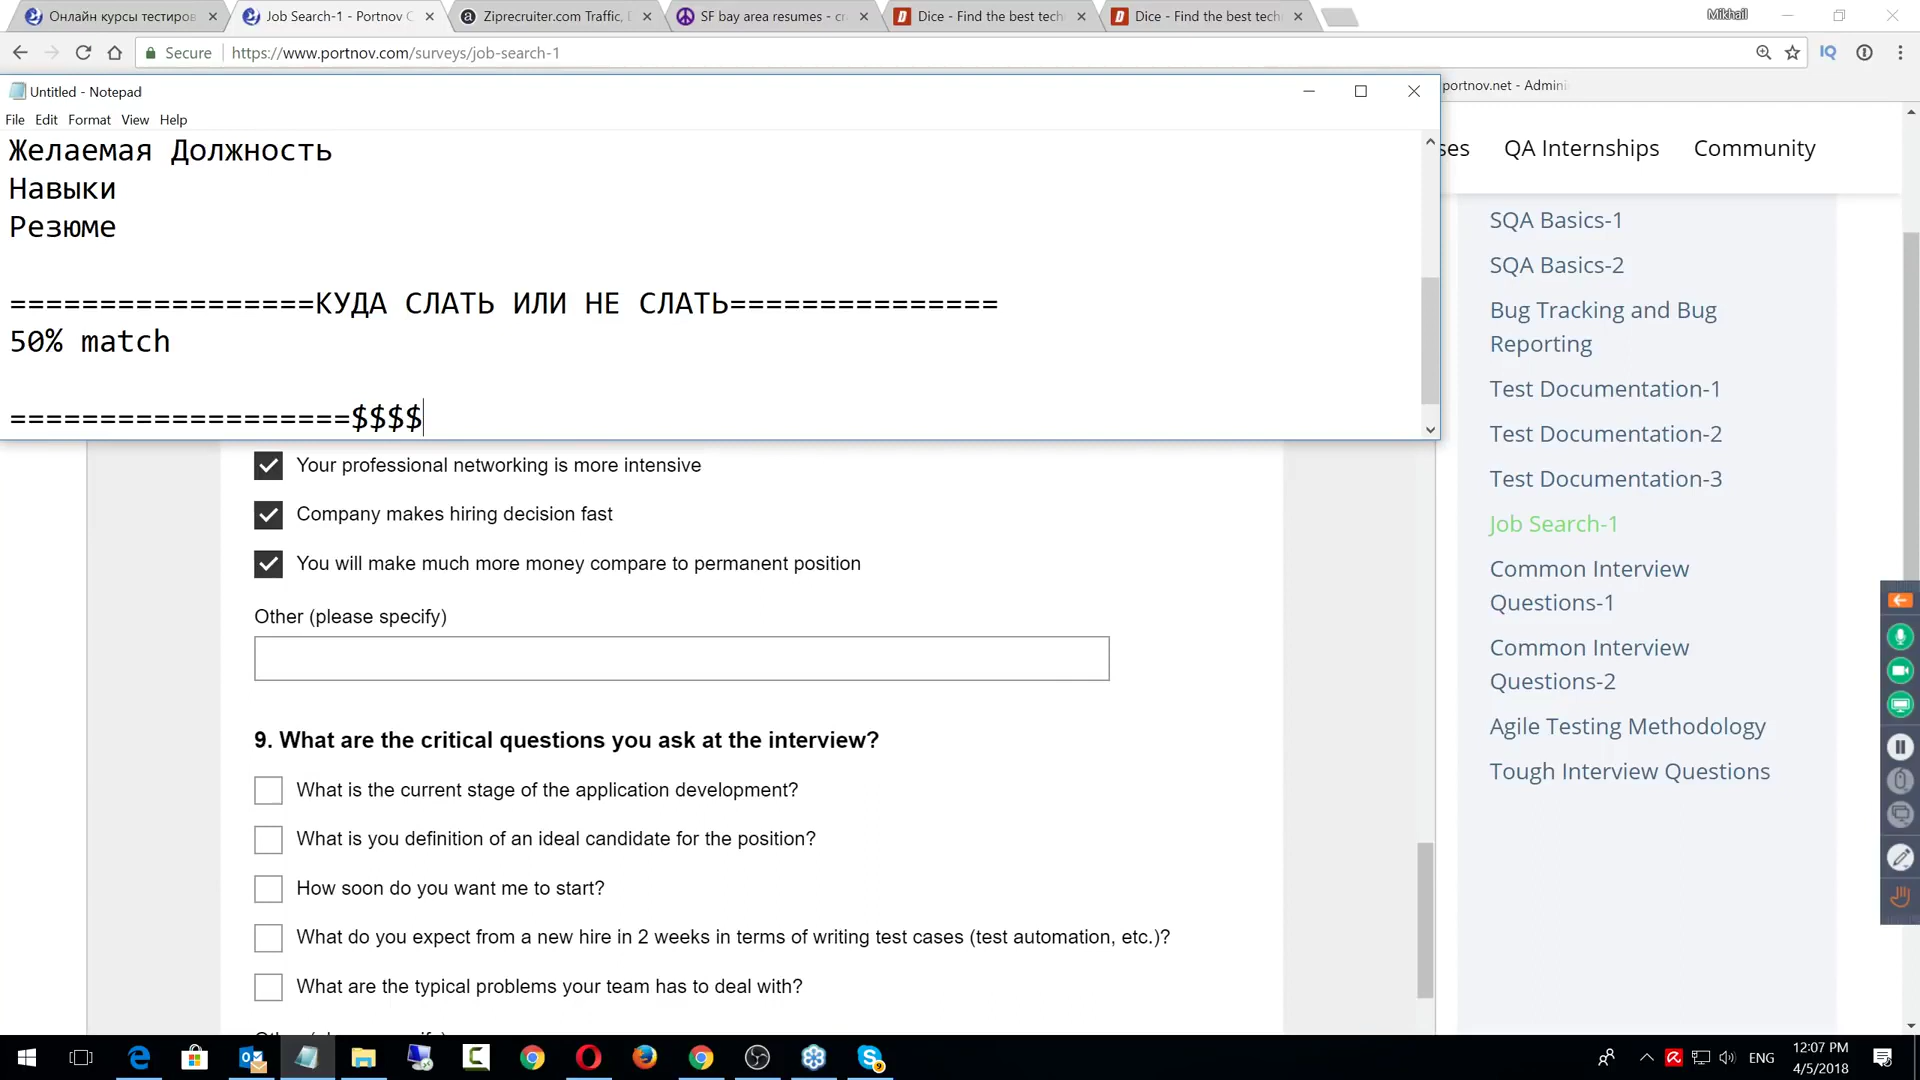 Онлайн курсы тестиров
Job Search-1 - Portnov C
Ziprecruiter.com Traffic, D
SF bay area resumes - cr
Dice - Find the best tech
Dice - Find the best tech
Mikhail
Secure
https://www.portnov.com/surveys/job-search-1
Untitled - Notepad
portnov.net - Admini
File Edit Format View Help
Желаемая Должность
Навыки
Резюме
=================КУДА СЛАТЬ ИЛИ НЕ СЛАТЬ===============
50% match
===================$$$$
ses
QA Internships
Community
SQA Basics-1
SQA Basics-2
Bug Tracking and Bug
Reporting
Test Documentation-1
Test Documentation-2
Test Documentation-3
Job Search-1
Common Interview
Questions-1
Common Interview
Questions-2
Agile Testing Methodology
Tough Interview Questions
Your professional networking is more intensive
Company makes hiring decision fast
You will make much more money compare to permanent position
Other (please specify)
9. What are the critical questions you ask at the interview?
What is the current stage of the application development?
What is you definition of an ideal candidate for the position?
How soon do you want me to start?
What do you expect from a new hire in 2 weeks in terms of writing test cases (test automation, etc.)?
What are the typical problems your team has to deal with?
ENG
12:07 PM
4/5/2018